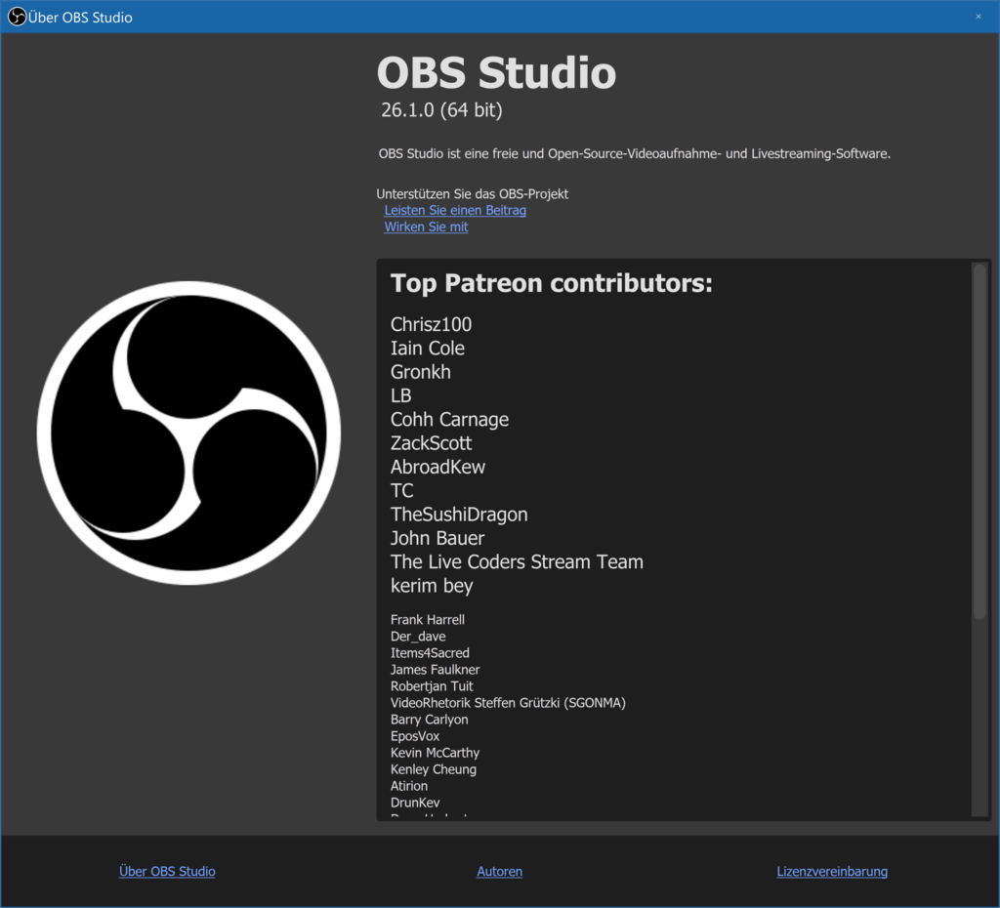 Über OBS Studio
OBS Studio
26.1.0 (64 bit)
OBS Studio ist eine freie und Open-Source-Videoaufnahme- und Livestreaming-Software.
Unterstützen Sie das OBS-Projekt
Leisten Sie einen Beitrag
Wirken Sie mit
Top Patreon contributors:
Chrisz100
Iain Cole
Gronkh
LB
Cohh Carnage
ZackScott
AbroadKew
TC
TheSushiDragon
John Bauer
The Live Coders Stream Team
kerim bey
Frank Harrell
Der_dave
Items4Sacred
James Faulkner
Robertjan Tuit
VideoRhetorik Steffen Grützki (SGONMA)
Barry Carlyon
EposVox
Kevin McCarthy
Kenley Cheung
Atirion
DrunKev
Über OBS Studio
Autoren
Lizenzvereinbarung